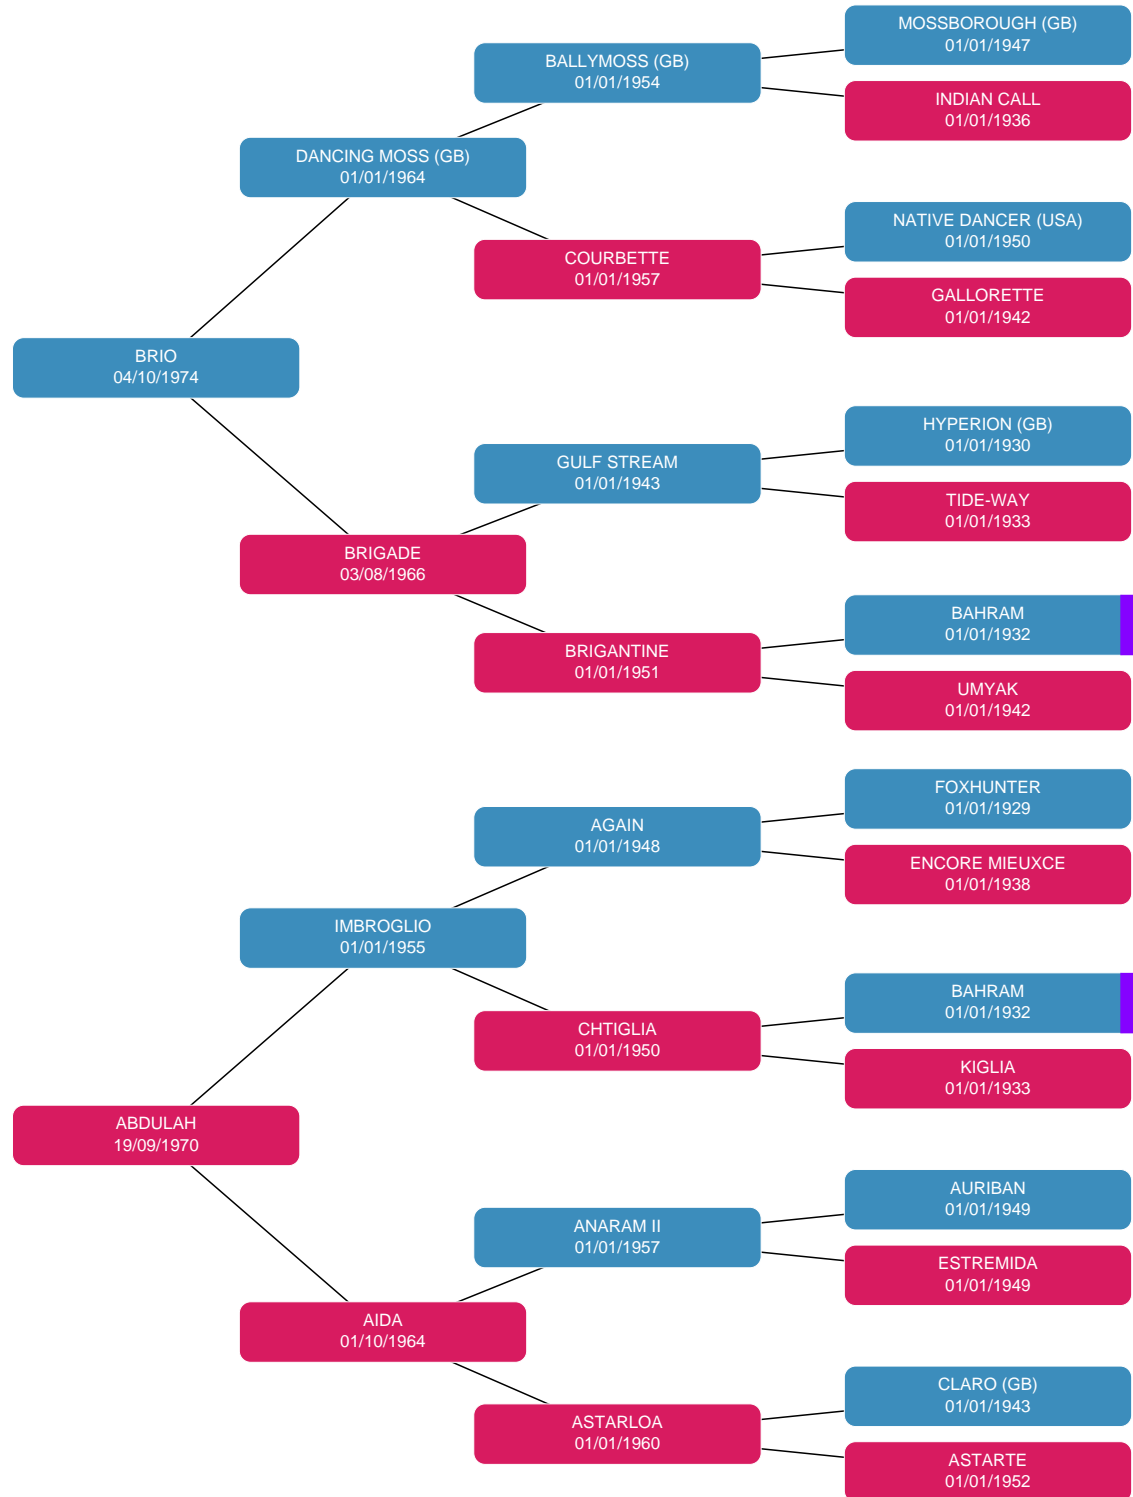 MOSSBOROUGH (GB)
01/01/1947
BALLYMOSS (GB)
01/01/1954
INDIAN CALL
01/01/1936
DANCING MOSS (GB)
01/01/1964
NATIVE DANCER (USA)
01/01/1950
COURBETTE
01/01/1957
GALLORETTE
01/01/1942
BRIO
04/10/1974
HYPERION (GB)
01/01/1930
GULF STREAM
01/01/1943
TIDE-WAY
01/01/1933
BRIGADE
03/08/1966
BAHRAM
01/01/1932
BRIGANTINE
01/01/1951
UMYAK
01/01/1942
FOXHUNTER
01/01/1929
AGAIN
01/01/1948
ENCORE MIEUXCE
01/01/1938
IMBROGLIO
01/01/1955
BAHRAM
01/01/1932
CHTIGLIA
01/01/1950
KIGLIA
01/01/1933
ABDULAH
19/09/1970
AURIBAN
01/01/1949
ANARAM II
01/01/1957
ESTREMIDA
01/01/1949
AIDA
01/10/1964
CLARO (GB)
01/01/1943
ASTARLOA
01/01/1960
ASTARTE
01/01/1952